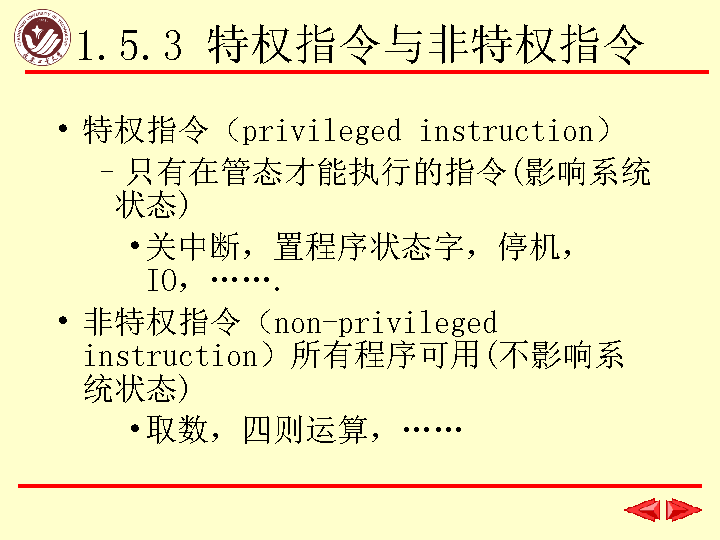 1.5.3 特权指令与非特权指令
• 特权指令（privileged instruction）
– 只有在管态才能执行的指令(影响系统
状态)
•关中断，置程序状态字，停机，
IO，…….
• 非特权指令（non-privileged
instruction）所有程序可用(不影响系
统状态)
•取数，四则运算，……